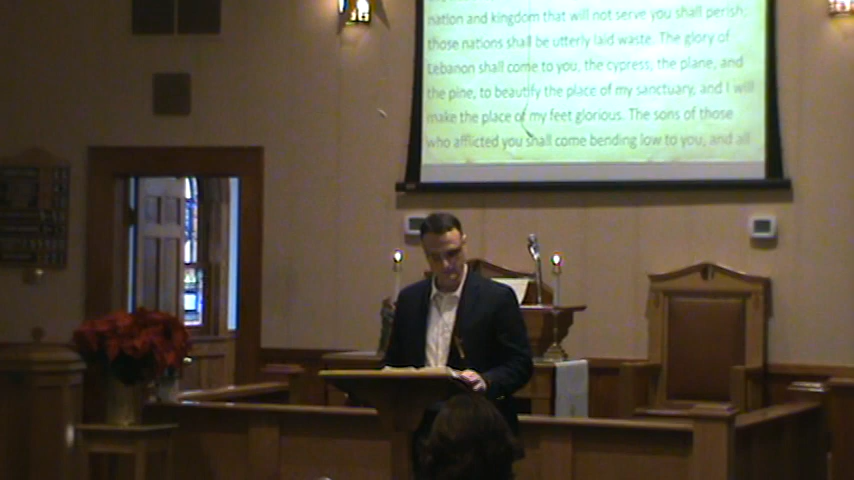 nation and kingdom that will not serve you shall perish;
those nations shall be utterly laid waste. The glory of
Lebanon shall come to you, the cypress, the plane, and
the pine, to beautify the place of my sanctuary, and I will
make the place of my feet glorious. The sons of those
who afflicted you shall come bending low to you, and all